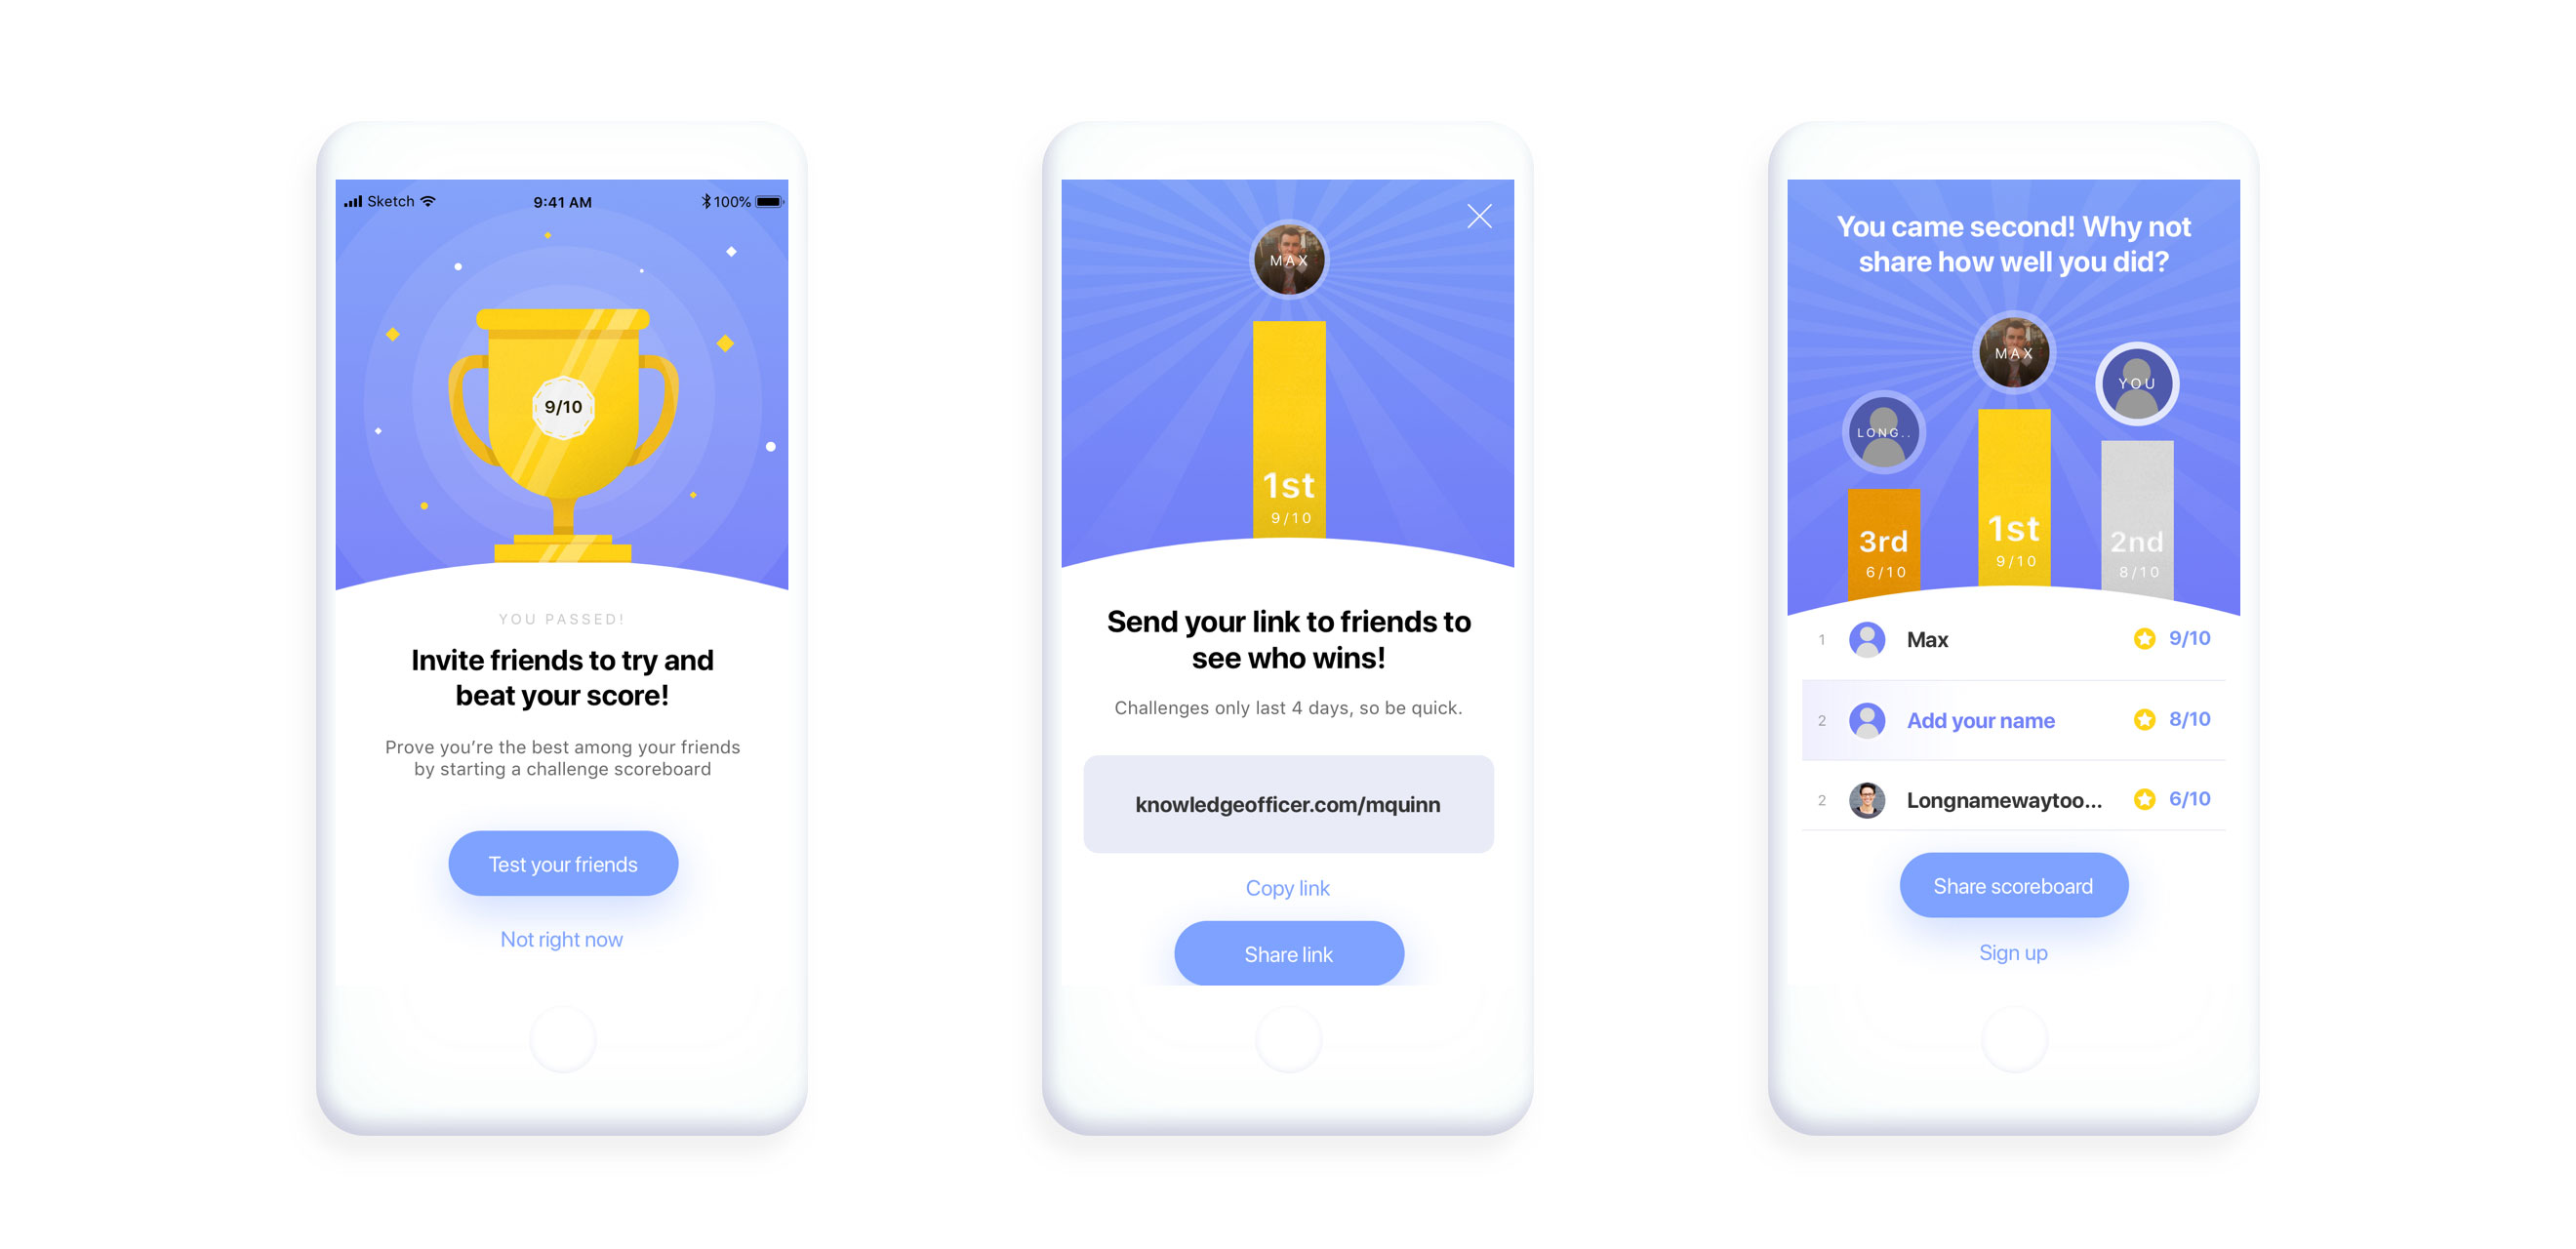 Sketch 9:41 AM 100%
9/10
YOU PASSED!
Invite friends to try and
beat your score!
Prove you’re the best among your friends
by starting a challenge scoreboard
Test your friends
Not right now
MAX
1st
9/10
Send your link to friends to
see who wins!
Challenges only last 4 days, so be quick.
knowledgeofficer.com/mquinn
Copy link
Share link
You came second! Why not
share how well you did?
MAX
YOU
LONG..
1st
9/10
3rd
6/10
2nd
8/10
1 Max 9/10
2 Add your name 8/10
2 Longnamewaytoo... 6/10
Share scoreboard
Sign up